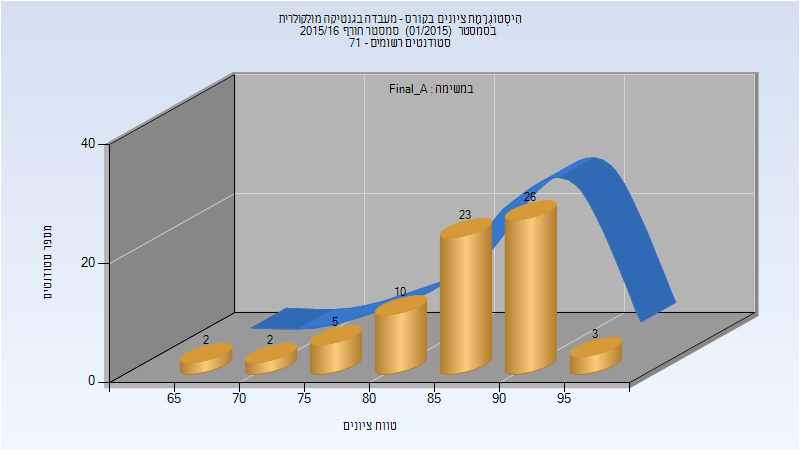 היסטוגרמת ציונים בקורס - מעבדה בגנטיקה מולקולרית
בסמסטר (01/2015) סמסטר חורף 2015/16
סטודנטים רשומים - 71
במשימה : Final_A
מספר סטודנטים
40
20
0
2
2
5
10
23
26
3
65
70
75
80
85
90
95
טווח ציונים